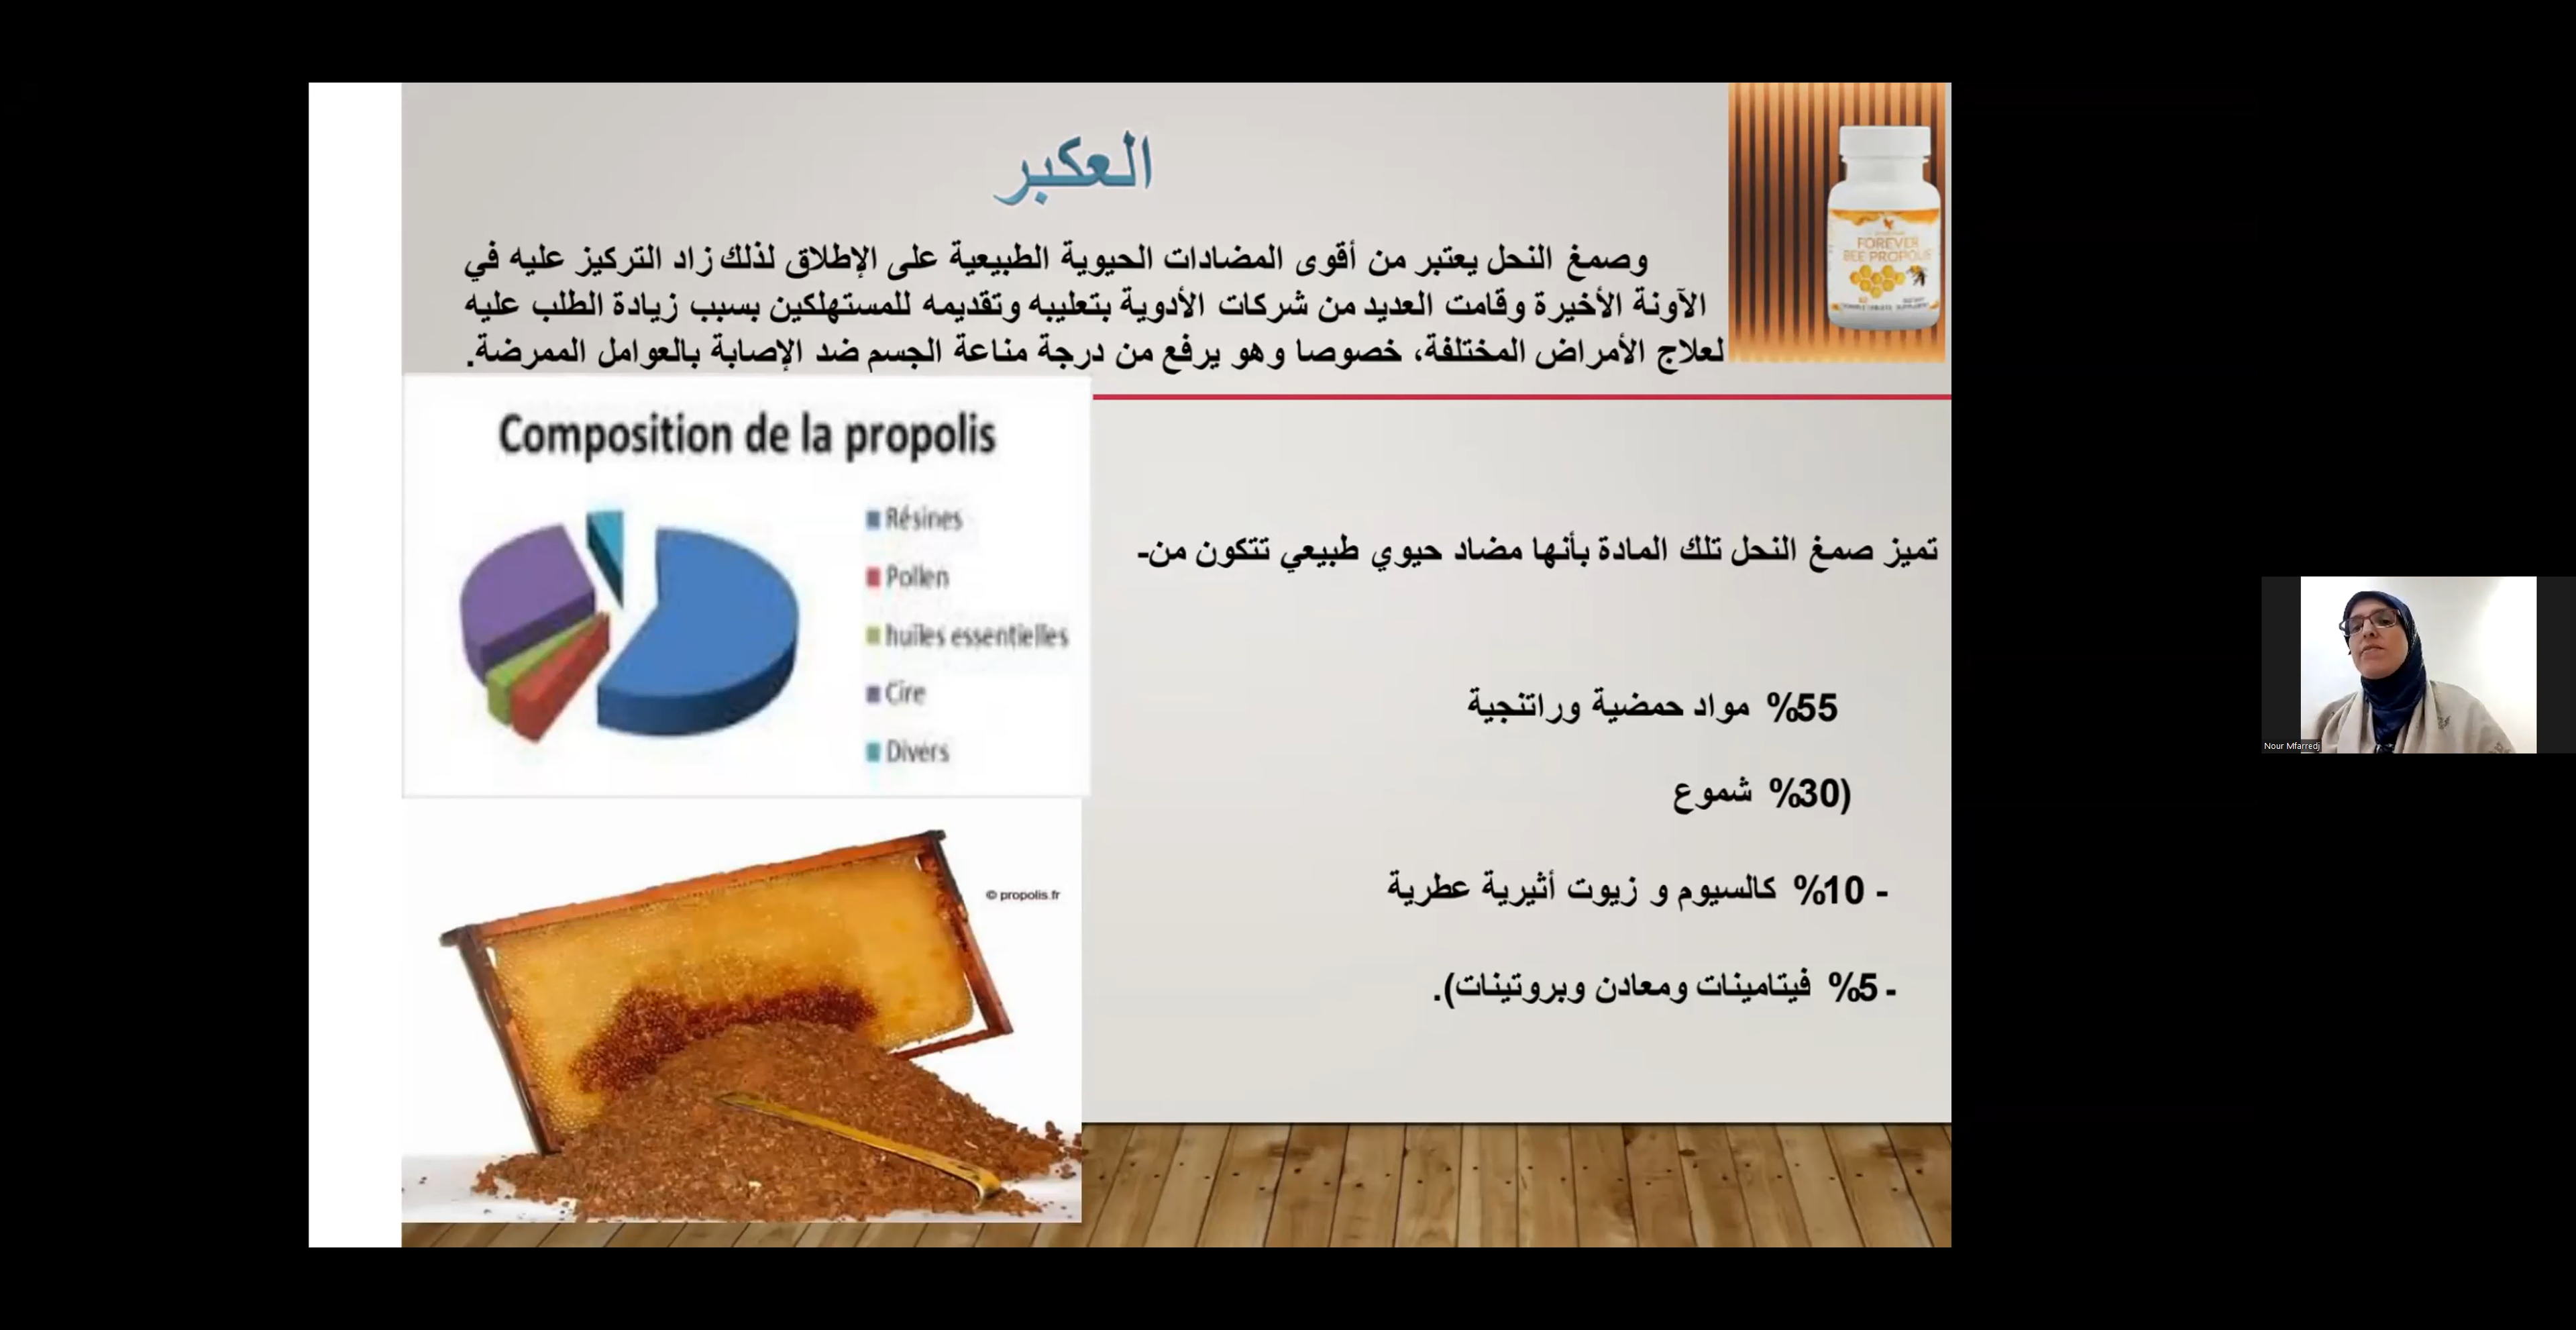 العكبر
وصمغ النحل يعتبر من أقوى المضادات الحيوية الطبيعية على الإطلاق لذلك زاد التركيز عليه في
الآونة الأخيرة وقامت العديد من شركات الأدوية بتعليبه وتقديمه للمستهلكين بسبب زيادة الطلب عليه
لعلاج الأمراض المختلفة، خصوصا وهو يرفع من درجة مناعة الجسم ضد الإصابة بالعوامل الممرضة.
FOREVER
BEE PROPOLIS
Composition de la propolis
Résines
Pollen
huiles essentielles
Cire
Divers
تميز صمغ النحل تلك المادة بأنها مضاد حيوي طبيعي تتكون من-
%55 مواد حمضية وراتنجية
(%30 شموع
- %10 كالسيوم و زيوت أثيرية عطرية
- %5 فيتامينات ومعادن وبروتينات).
© propolis.fr
Nour Mfarredj